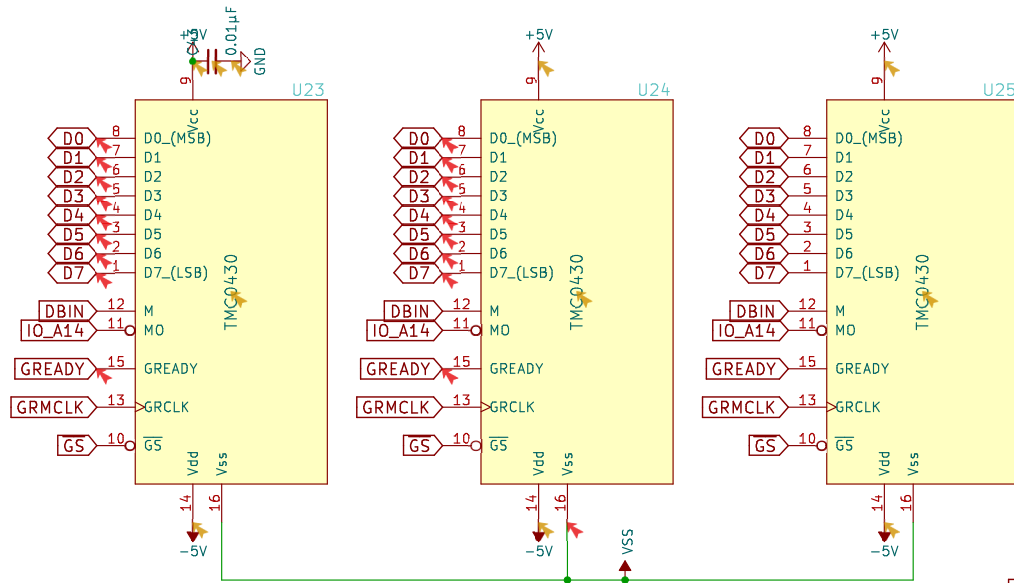 +5V
0.01µF
GND
9
U23
Vcc
D0 8 D0_(MSB)
D1 7 D1
D2 6 D2
D3 5 D3
D4 4 D4
D5 3 D5
D6 2 D6
D7 1 D7_(LSB)
TMC0430
DBIN 12 M
IO_A14 11 MO
GREADY 15 GREADY
GRMCLK 13 GRCLK
GS 10 GS
Vdd Vss
14 16
-5V
+5V
9
U24
Vcc
D0 8 D0_(MSB)
D1 7 D1
D2 6 D2
D3 5 D3
D4 4 D4
D5 3 D5
D6 2 D6
D7 1 D7_(LSB)
TMC0430
DBIN 12 M
IO_A14 11 MO
GREADY 15 GREADY
GRMCLK 13 GRCLK
GS 10 GS
Vdd Vss
14 16
-5V
VSS
+5V
9
U25
Vcc
D0 8 D0_(MSB)
D1 7 D1
D2 6 D2
D3 5 D3
D4 4 D4
D5 3 D5
D6 2 D6
D7 1 D7_(LSB)
TMC0430
DBIN 12 M
IO_A14 11 MO
GREADY 15 GREADY
GRMCLK 13 GRCLK
GS 10 GS
Vdd Vss
14 16
-5V